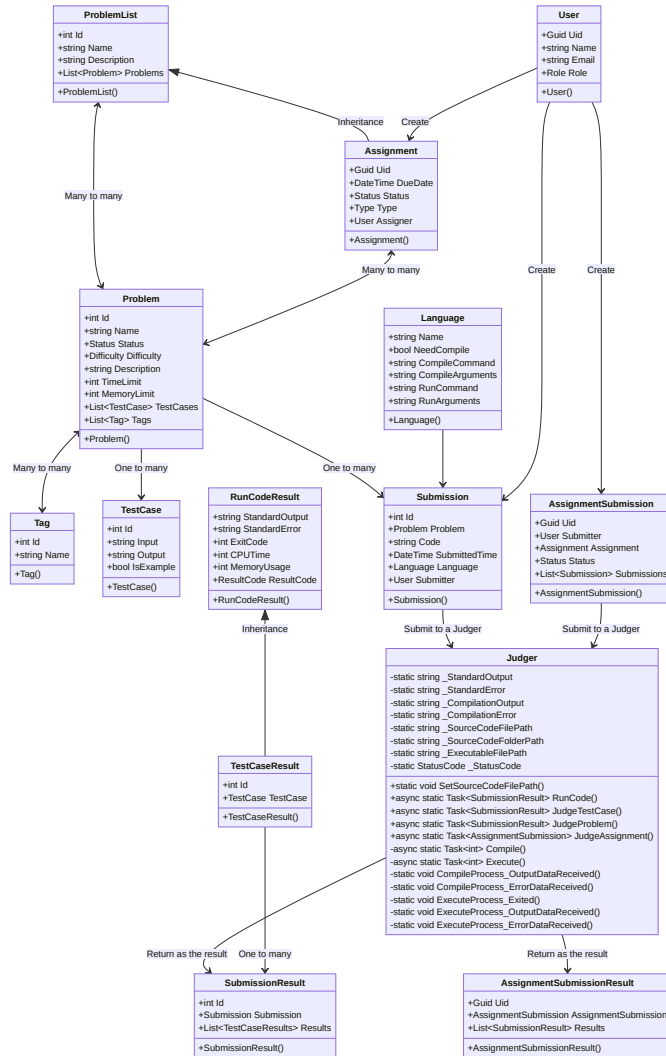 ProblemList
+int Id
+string Name
+string Description
+List<Problem> Problems
+ProblemList()
User
+Guid Uid
+string Name
+string Email
+Role Role
+User()
Inheritance
Create
Assignment
+Guid Uid
+DateTime DueDate
+Status Status
+Type Type
+User Assigner
+Assignment()
Many to many
Many to many
Create
Create
Problem
+int Id
+string Name
+Status Status
+Difficulty Difficulty
+string Description
+int TimeLimit
+int MemoryLimit
+List<TestCase> TestCases
+List<Tag> Tags
+Problem()
Language
+string Name
+bool NeedCompile
+string CompileCommand
+string CompileArguments
+string RunCommand
+string RunArguments
+Language()
Many to many
One to many
One to many
Tag
+int Id
+string Name
+Tag()
TestCase
+int Id
+string Input
+string Output
+bool IsExample
+TestCase()
RunCodeResult
+string StandardOutput
+string StandardError
+int ExitCode
+int CPUTime
+int MemoryUsage
+ResultCode ResultCode
+RunCodeResult()
Submission
+int Id
+Problem Problem
+string Code
+DateTime SubmittedTime
+Language Language
+User Submitter
+Submission()
AssignmentSubmission
+Guid Uid
+User Submitter
+Assignment Assignment
+Status Status
+List<Submission> Submissions
+AssignmentSubmission()
Inheritance
Submit to a Judger
Submit to a Judger
Judger
-static string _StandardOutput
-static string _StandardError
-static string _CompilationOutput
-static string _CompilationError
-static string _SourceCodeFilePath
-static string _SourceCodeFolderPath
-static string _ExecutableFilePath
-static StatusCode _StatusCode
+static void SetSourceCodeFilePath()
+async static Task<SubmissionResult> RunCode()
+async static Task<SubmissionResult> JudgeTestCase()
+async static Task<SubmissionResult> JudgeProblem()
+async static Task<AssignmentSubmission> JudgeAssignment()
-async static Task<int> Compile()
-async static Task<int> Execute()
-static void CompileProcess_OutputDataReceived()
-static void CompileProcess_ErrorDataReceived()
-static void ExecuteProcess_Exited()
-static void ExecuteProcess_OutputDataReceived()
-static void ExecuteProcess_ErrorDataReceived()
TestCaseResult
+int Id
+TestCase TestCase
+TestCaseResult()
Return as the result
One to many
Return as the result
SubmissionResult
+int Id
+Submission Submission
+List<TestCaseResults> Results
+SubmissionResult()
AssignmentSubmissionResult
+Guid Uid
+AssignmentSubmission AssignmentSubmission
+List<SubmissionResult> Results
+AssignmentSubmissionResult()